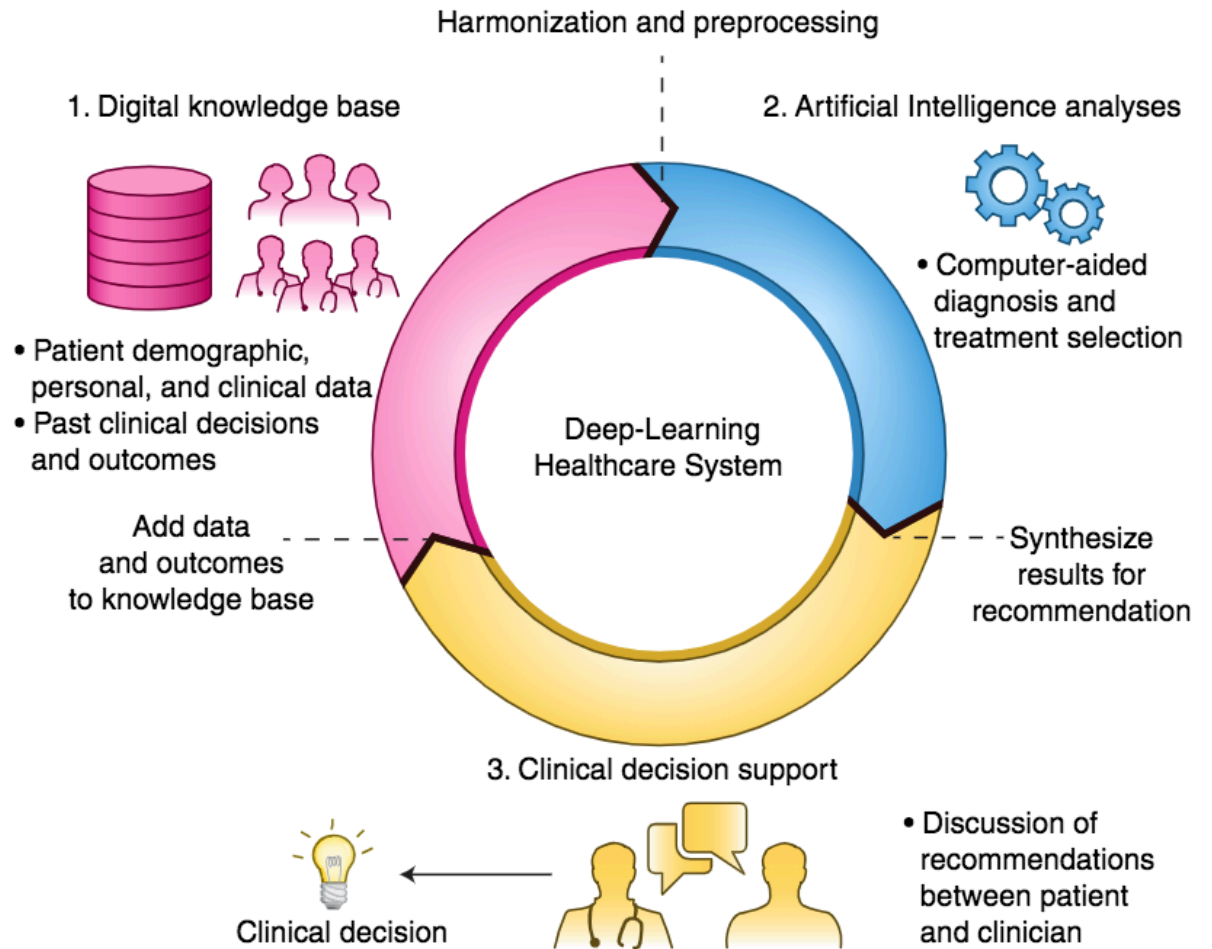 Harmonization and preprocessing
1. Digital knowledge base
2. Artificial Intelligence analyses
• Computer-aided
diagnosis and
treatment selection
• Patient demographic,
personal, and clinical data
• Past clinical decisions
and outcomes
Deep-Learning
Healthcare System
Add data
and outcomes
to knowledge base
Synthesize
results for
recommendation
3. Clinical decision support
• Discussion of
recommendations
between patient
and clinician
Clinical decision